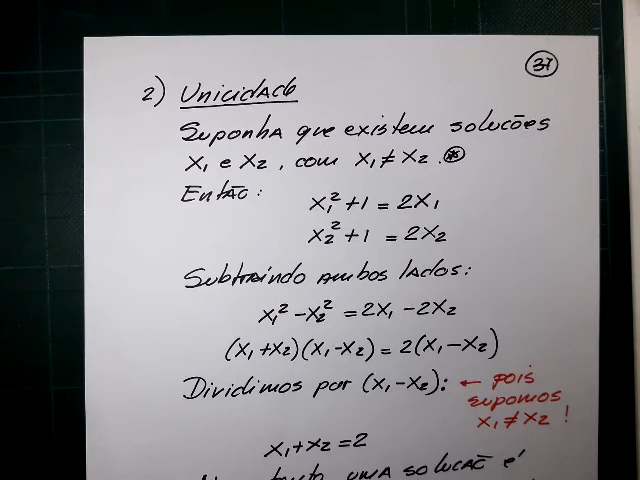 37
2) Unicidade
Suponha que existem soluções
x₁ e x₂, com x₁ ≠ x₂. *
Então:
x₁² + 1 = 2x₁
x₂² + 1 = 2x₂
Subtraindo ambos lados:
x₁² - x₂² = 2x₁ - 2x₂
(x₁ + x₂)(x₁ - x₂) = 2(x₁ - x₂)
Dividimos por (x₁ - x₂): ← pois
supomos
x₁ ≠ x₂ !
x₁ + x₂ = 2
uma solução é